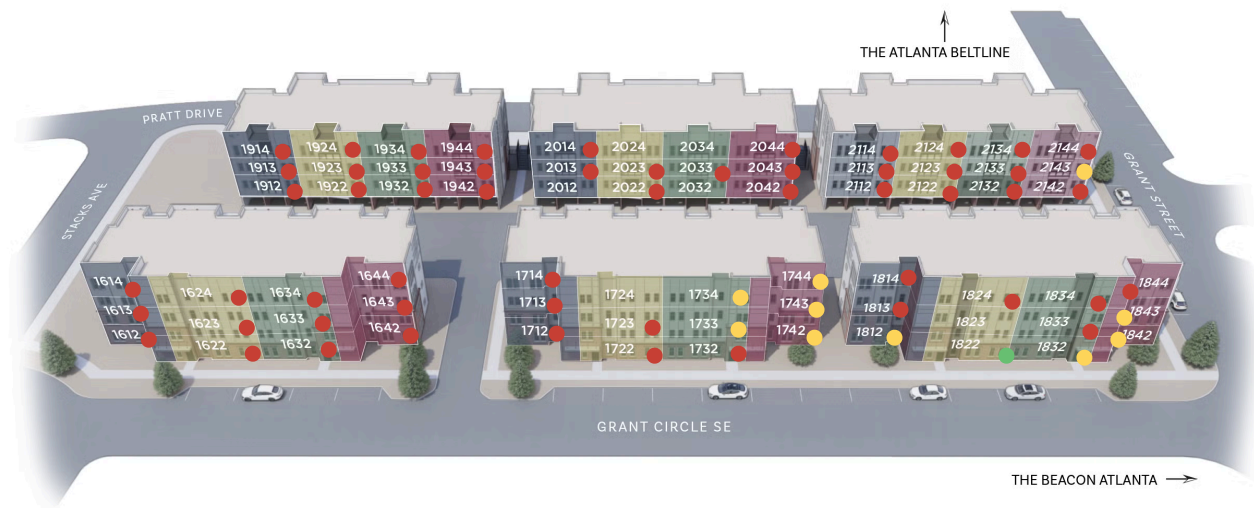 THE ATLANTA BELTLINE
PRATT DRIVE
STACKS AVE
GRANT STREET
1914 1924 1934 1944
1913 1923 1933 1943
1912 1922 1932 1942
2014 2024 2034 2044
2013 2023 2033 2043
2012 2022 2032 2042
2114 2124 2134 2144
2113 2123 2133 2143
2112 2122 2132 2142
1614 1624 1634 1644
1613 1623 1633 1643
1612 1622 1632 1642
1714 1724 1734 1744
1713 1723 1733 1743
1712 1722 1732 1742
1814 1824 1834 1844
1813 1823 1833 1843
1812 1822 1832 1842
GRANT CIRCLE SE
THE BEACON ATLANTA